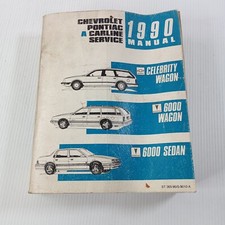 CHEVROLET
PONTIAC
A CARLINE
SERVICE
1990
MANUAL
CELEBRITY
WAGON
6000
WAGON
6000 SEDAN